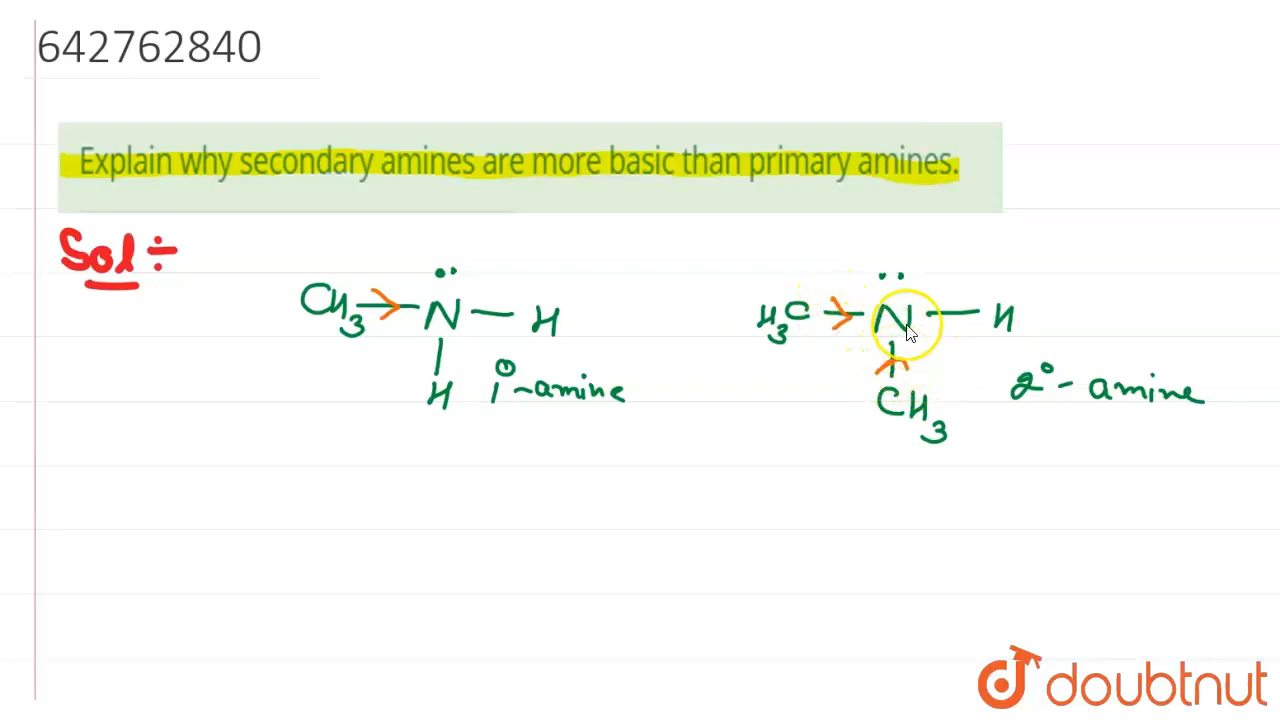 642762840
Explain why secondary amines are more basic than primary amines.
Sol ÷
CH3 N H
H 1° - amine
H3C N H
CH3 2° - amine
doubtnut